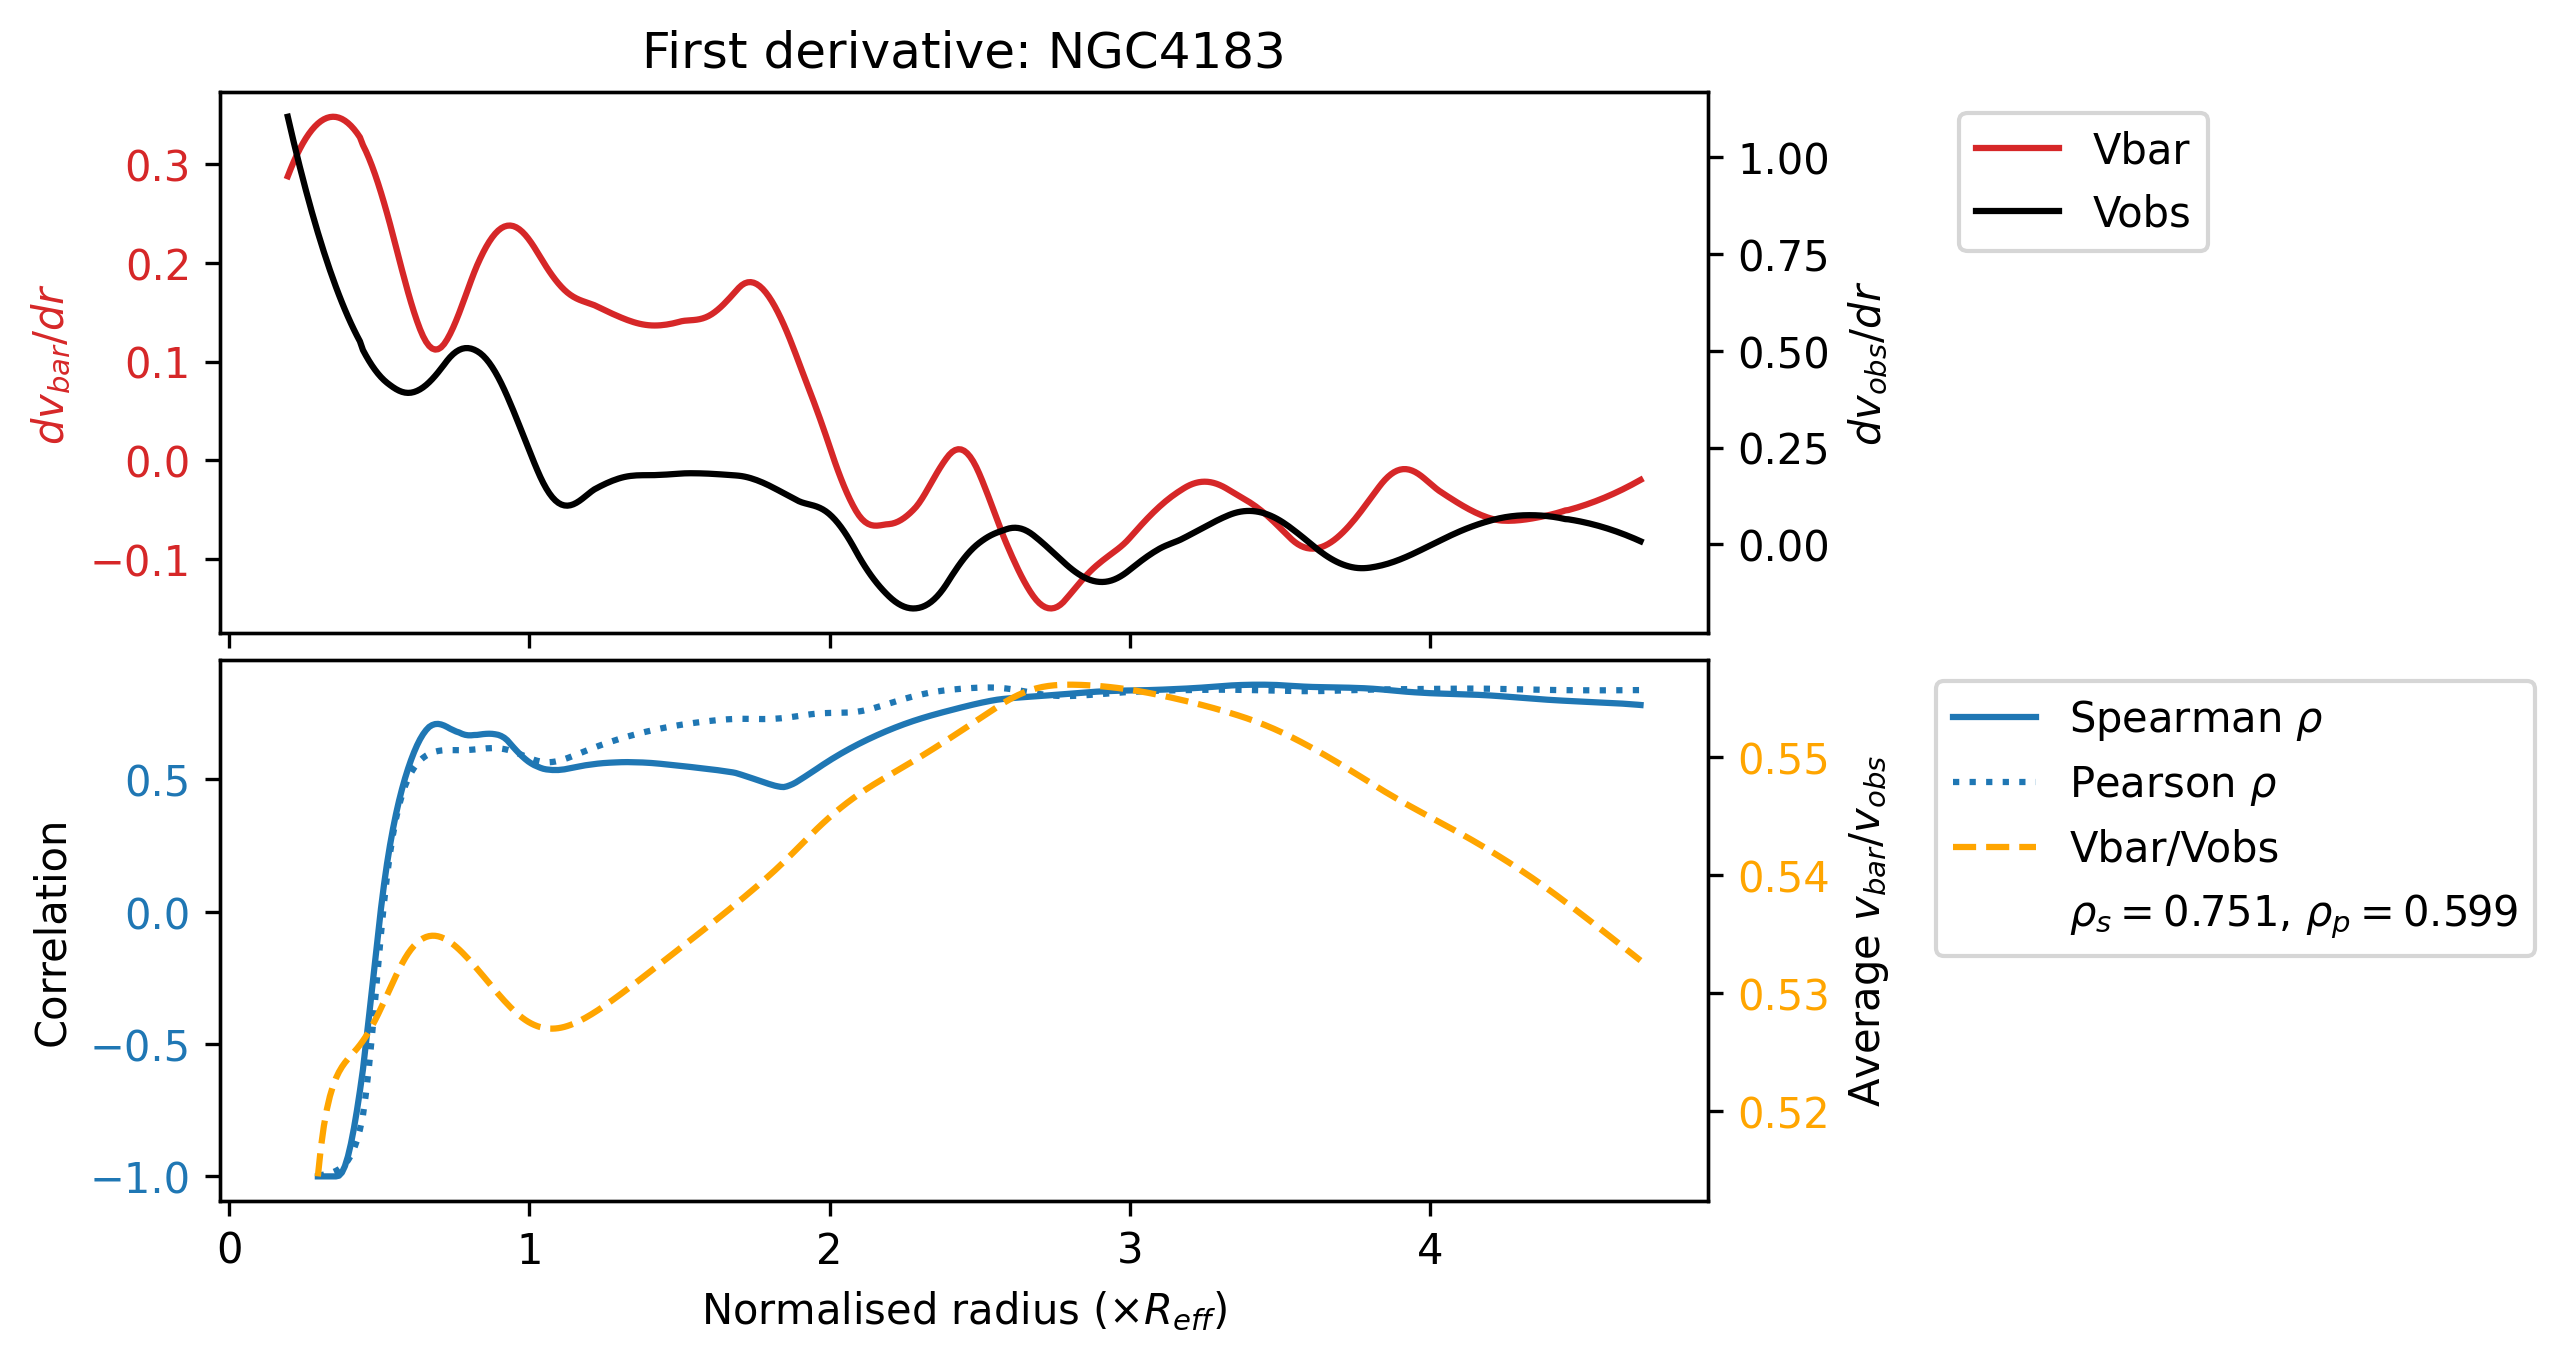 First derivative: NGC4183
dv_bar/dr
0.3
0.2
0.1
0.0
−0.1
1.00
0.75
0.50
0.25
0.00
dv_obs/dr
Vbar
Vobs
Correlation
0.5
0.0
−0.5
−1.0
0.55
0.54
0.53
0.52
Average v_bar/v_obs
Spearman ρ
Pearson ρ
Vbar/Vobs
ρ_s = 0.751, ρ_p = 0.599
0 1 2 3 4
Normalised radius (×R_eff)